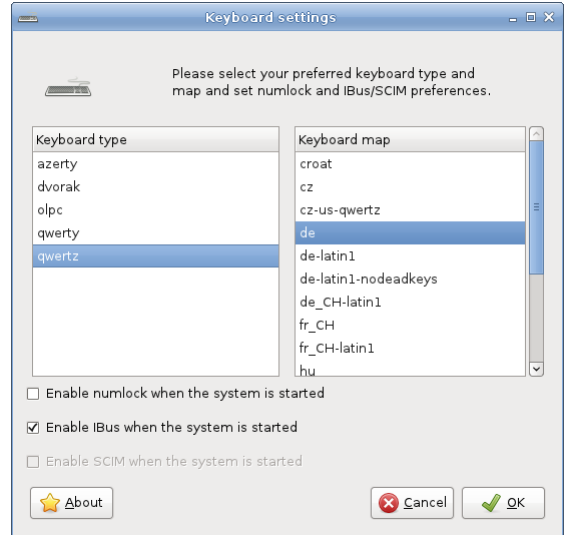 Keyboard settings
Please select your preferred keyboard type and
map and set numlock and IBus/SCIM preferences.
Keyboard type
azerty
dvorak
olpc
qwerty
qwertz
Keyboard map
croat
cz
cz-us-qwertz
de
de-latin1
de-latin1-nodeadkeys
de_CH-latin1
fr_CH
fr_CH-latin1
hu
Enable numlock when the system is started
Enable IBus when the system is started
Enable SCIM when the system is started
About
Cancel
OK